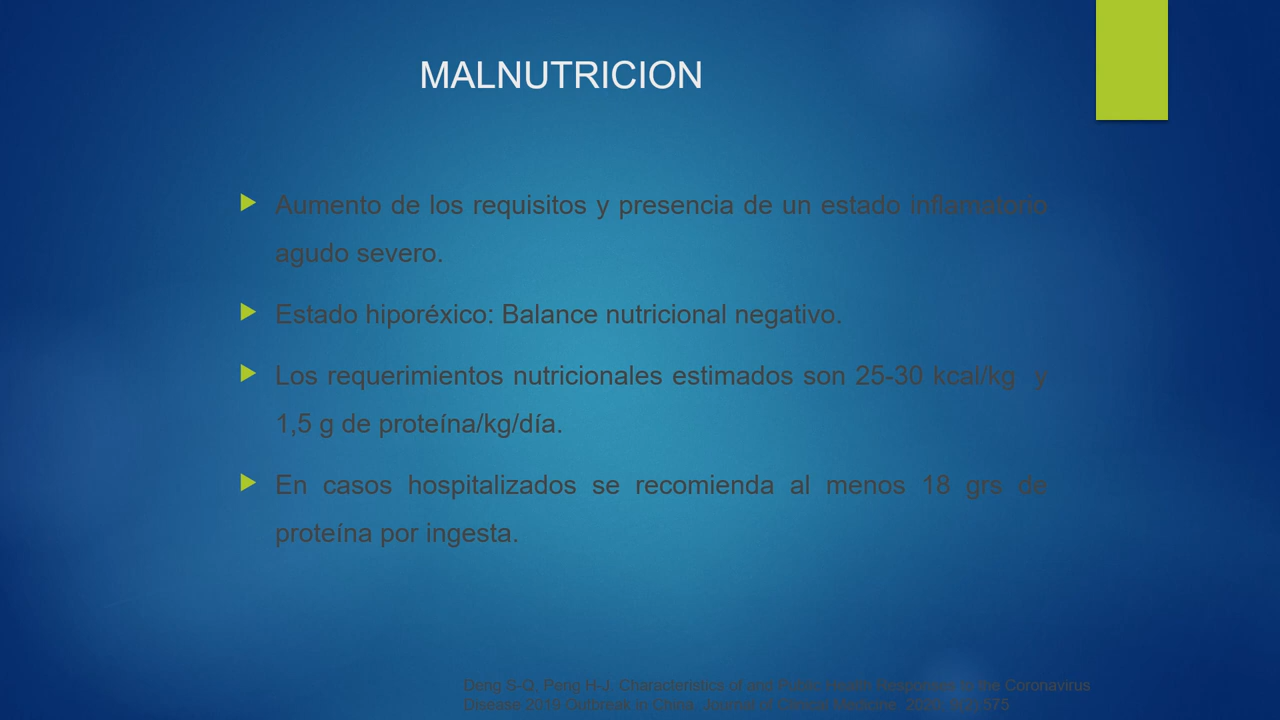 MALNUTRICION
Aumento de los requisitos y presencia de un estado inflamatorio
agudo severo.
Estado hiporéxico: Balance nutricional negativo.
Los requerimientos nutricionales estimados son 25-30 kcal/kg y
1,5 g de proteína/kg/día.
En casos hospitalizados se recomienda al menos 18 grs de
proteína por ingesta.
Deng S-Q, Peng H-J. Characteristics of and Public Health Responses to the Coronavirus
Disease 2019 Outbreak in China. Journal of Clinical Medicine. 2020; 9(2):575